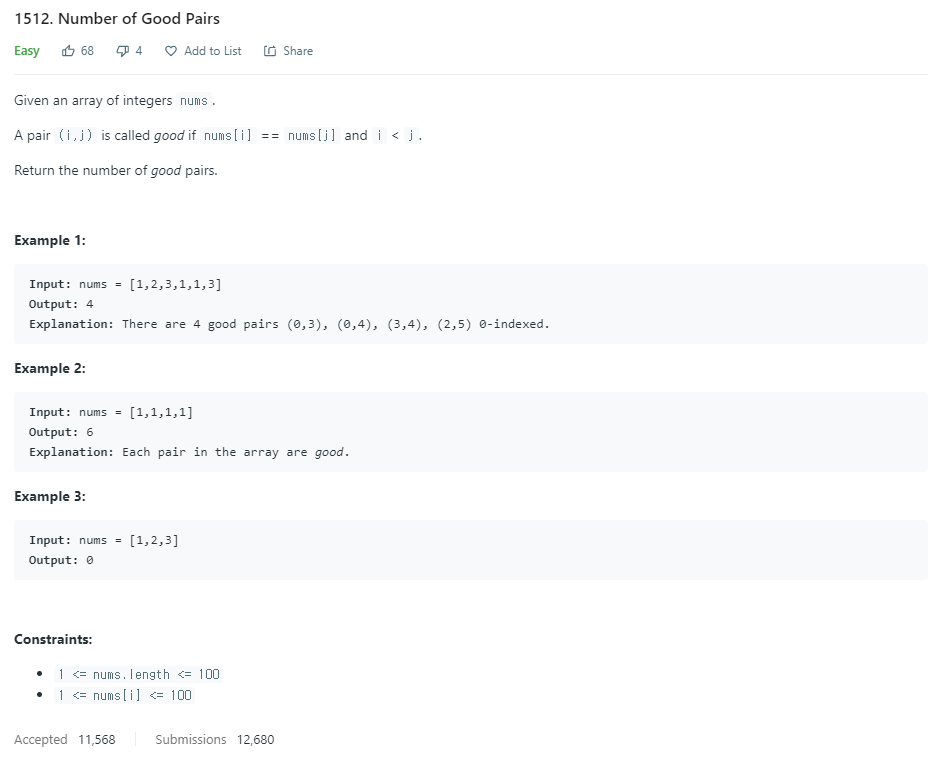 1512. Number of Good Pairs
Easy 68 4 Add to List Share
Given an array of integers nums .
A pair (i,j) is called good if nums[i] == nums[j] and i < j .
Return the number of good pairs.
Example 1:
Input: nums = [1,2,3,1,1,3]
Output: 4
Explanation: There are 4 good pairs (0,3), (0,4), (3,4), (2,5) 0-indexed.
Example 2:
Input: nums = [1,1,1,1]
Output: 6
Explanation: Each pair in the array are good.
Example 3:
Input: nums = [1,2,3]
Output: 0
Constraints:
• 1 <= nums.length <= 100
• 1 <= nums[i] <= 100
Accepted 11,568 Submissions 12,680